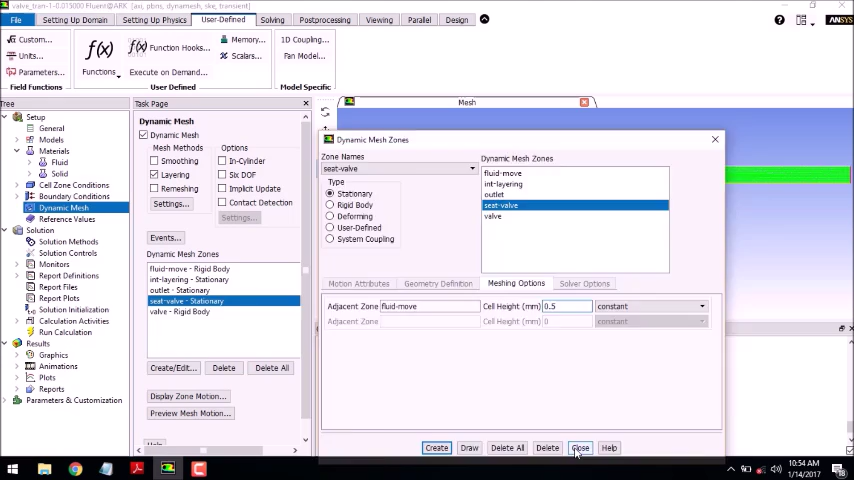 valve_tran-1-0.015000 Fluent@ARK [axi, pbns, dynamesh, ske, transient]
File
Setting Up Domain
Setting Up Physics
User-Defined
Solving
Postprocessing
Viewing
Parallel
Design
ANSYS
Custom...
Units...
Parameters...
Field Functions
f(x)
Functions
f(x) Function Hooks...
Execute on Demand...
User Defined
Memory...
Scalars...
1D Coupling...
Fan Model...
Model Specific
Tree
Setup
General
Models
Materials
Fluid
Solid
Cell Zone Conditions
Boundary Conditions
Dynamic Mesh
Reference Values
Solution
Solution Methods
Solution Controls
Monitors
Report Definitions
Report Files
Report Plots
Solution Initialization
Calculation Activities
Run Calculation
Results
Graphics
Animations
Plots
Reports
Parameters & Customization
Task Page
Dynamic Mesh
Dynamic Mesh
Mesh Methods
Smoothing
Layering
Remeshing
Settings...
Options
In-Cylinder
Six DOF
Implicit Update
Contact Detection
Settings...
Events...
Dynamic Mesh Zones
fluid-move - Rigid Body
int-layering - Stationary
outlet - Stationary
seat-valve - Stationary
valve - Rigid Body
Create/Edit...
Delete
Delete All
Display Zone Motion...
Preview Mesh Motion...
Help
Mesh
Dynamic Mesh Zones
Zone Names
seat-valve
Type
Stationary
Rigid Body
Deforming
User-Defined
System Coupling
Dynamic Mesh Zones
fluid-move
int-layering
outlet
seat-valve
valve
Motion Attributes
Geometry Definition
Meshing Options
Solver Options
Adjacent Zone fluid-move Cell Height (mm) 0.5 constant
Adjacent Zone Cell Height (mm) 0 constant
Create
Draw
Delete All
Delete
Close
Help
10:54 AM
1/14/2017